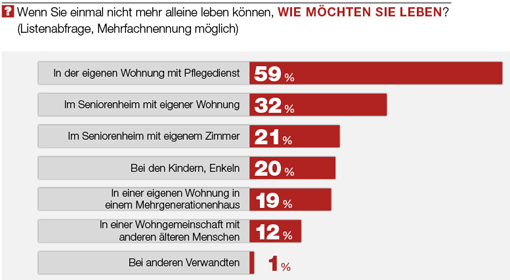 ? Wenn Sie einmal nicht mehr alleine leben können, WIE MÖCHTEN SIE LEBEN?
(Listenabfrage, Mehrfachnennung möglich)
In der eigenen Wohnung mit Pflegedienst 59 %
Im Seniorenheim mit eigener Wohnung 32 %
Im Seniorenheim mit eigenem Zimmer 21 %
Bei den Kindern, Enkeln 20 %
In einer eigenen Wohnung in
einem Mehrgenerationenhaus 19 %
In einer Wohngemeinschaft mit
anderen älteren Menschen 12 %
Bei anderen Verwandten 1 %